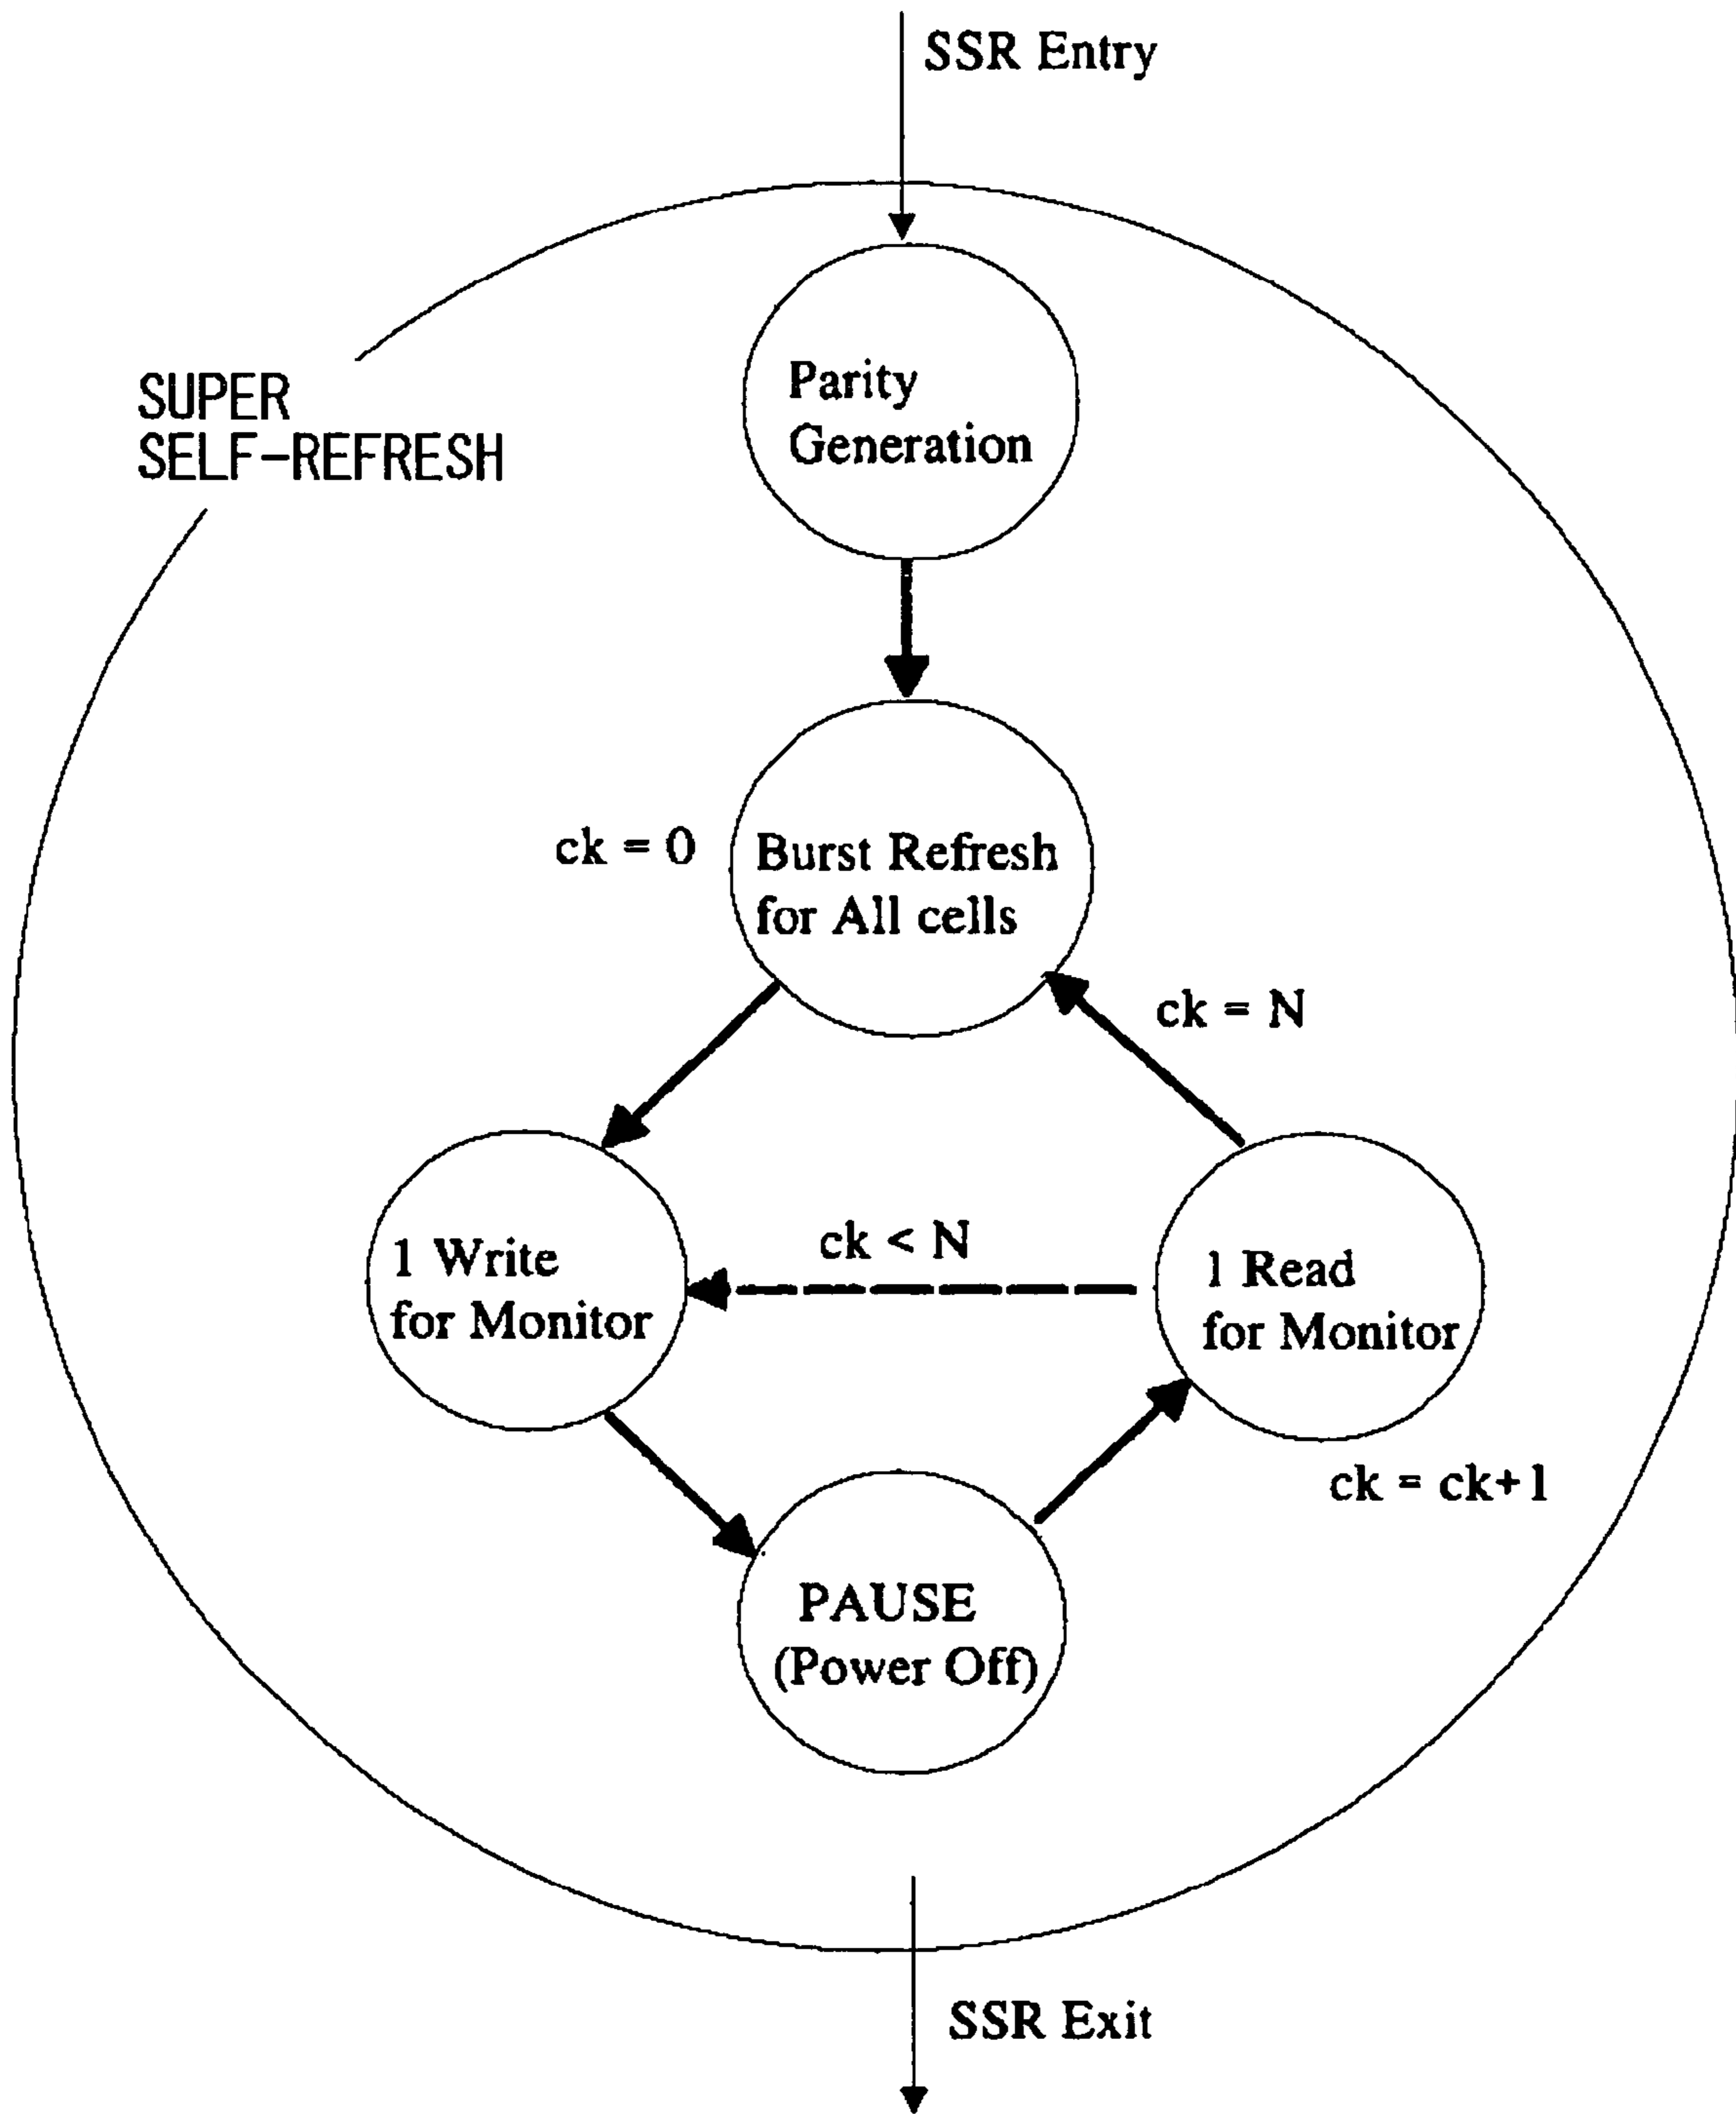 SSR Entry
SUPER
SELF-REFRESH
Parity
Generation
ck = 0
Burst Refresh
for All cells
ck = N
ck < N
1 Write
for Monitor
1 Read
for Monitor
ck = ck+1
PAUSE
(Power Off)
SSR Exit